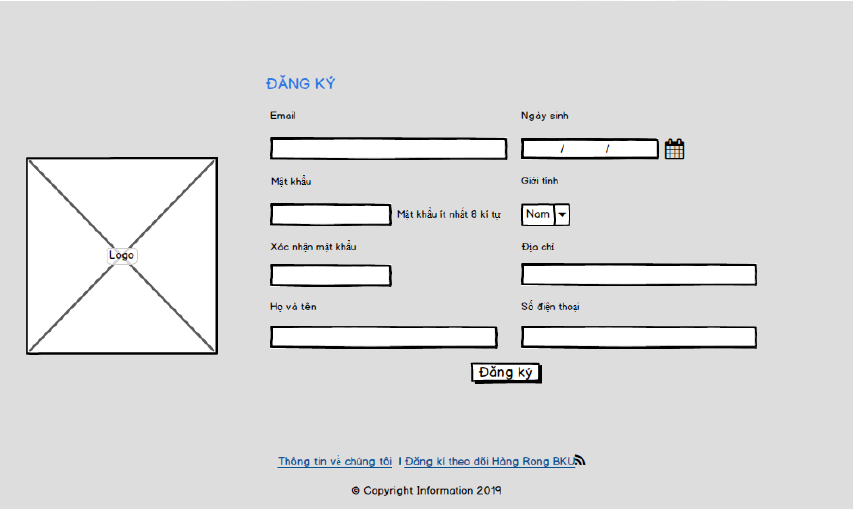 ĐĂNG KÝ
Email
Ngày sinh
/ /
Mật khẩu
Giới tính
Mật khẩu ít nhất 8 kí tự
Nam
Logo
Xác nhận mật khẩu
Địa chỉ
Họ và tên
Số điện thoại
Đăng ký
Thông tin về chúng tôi | Đăng kí theo dõi Hàng Rong BKU
© Copyright Information 2019